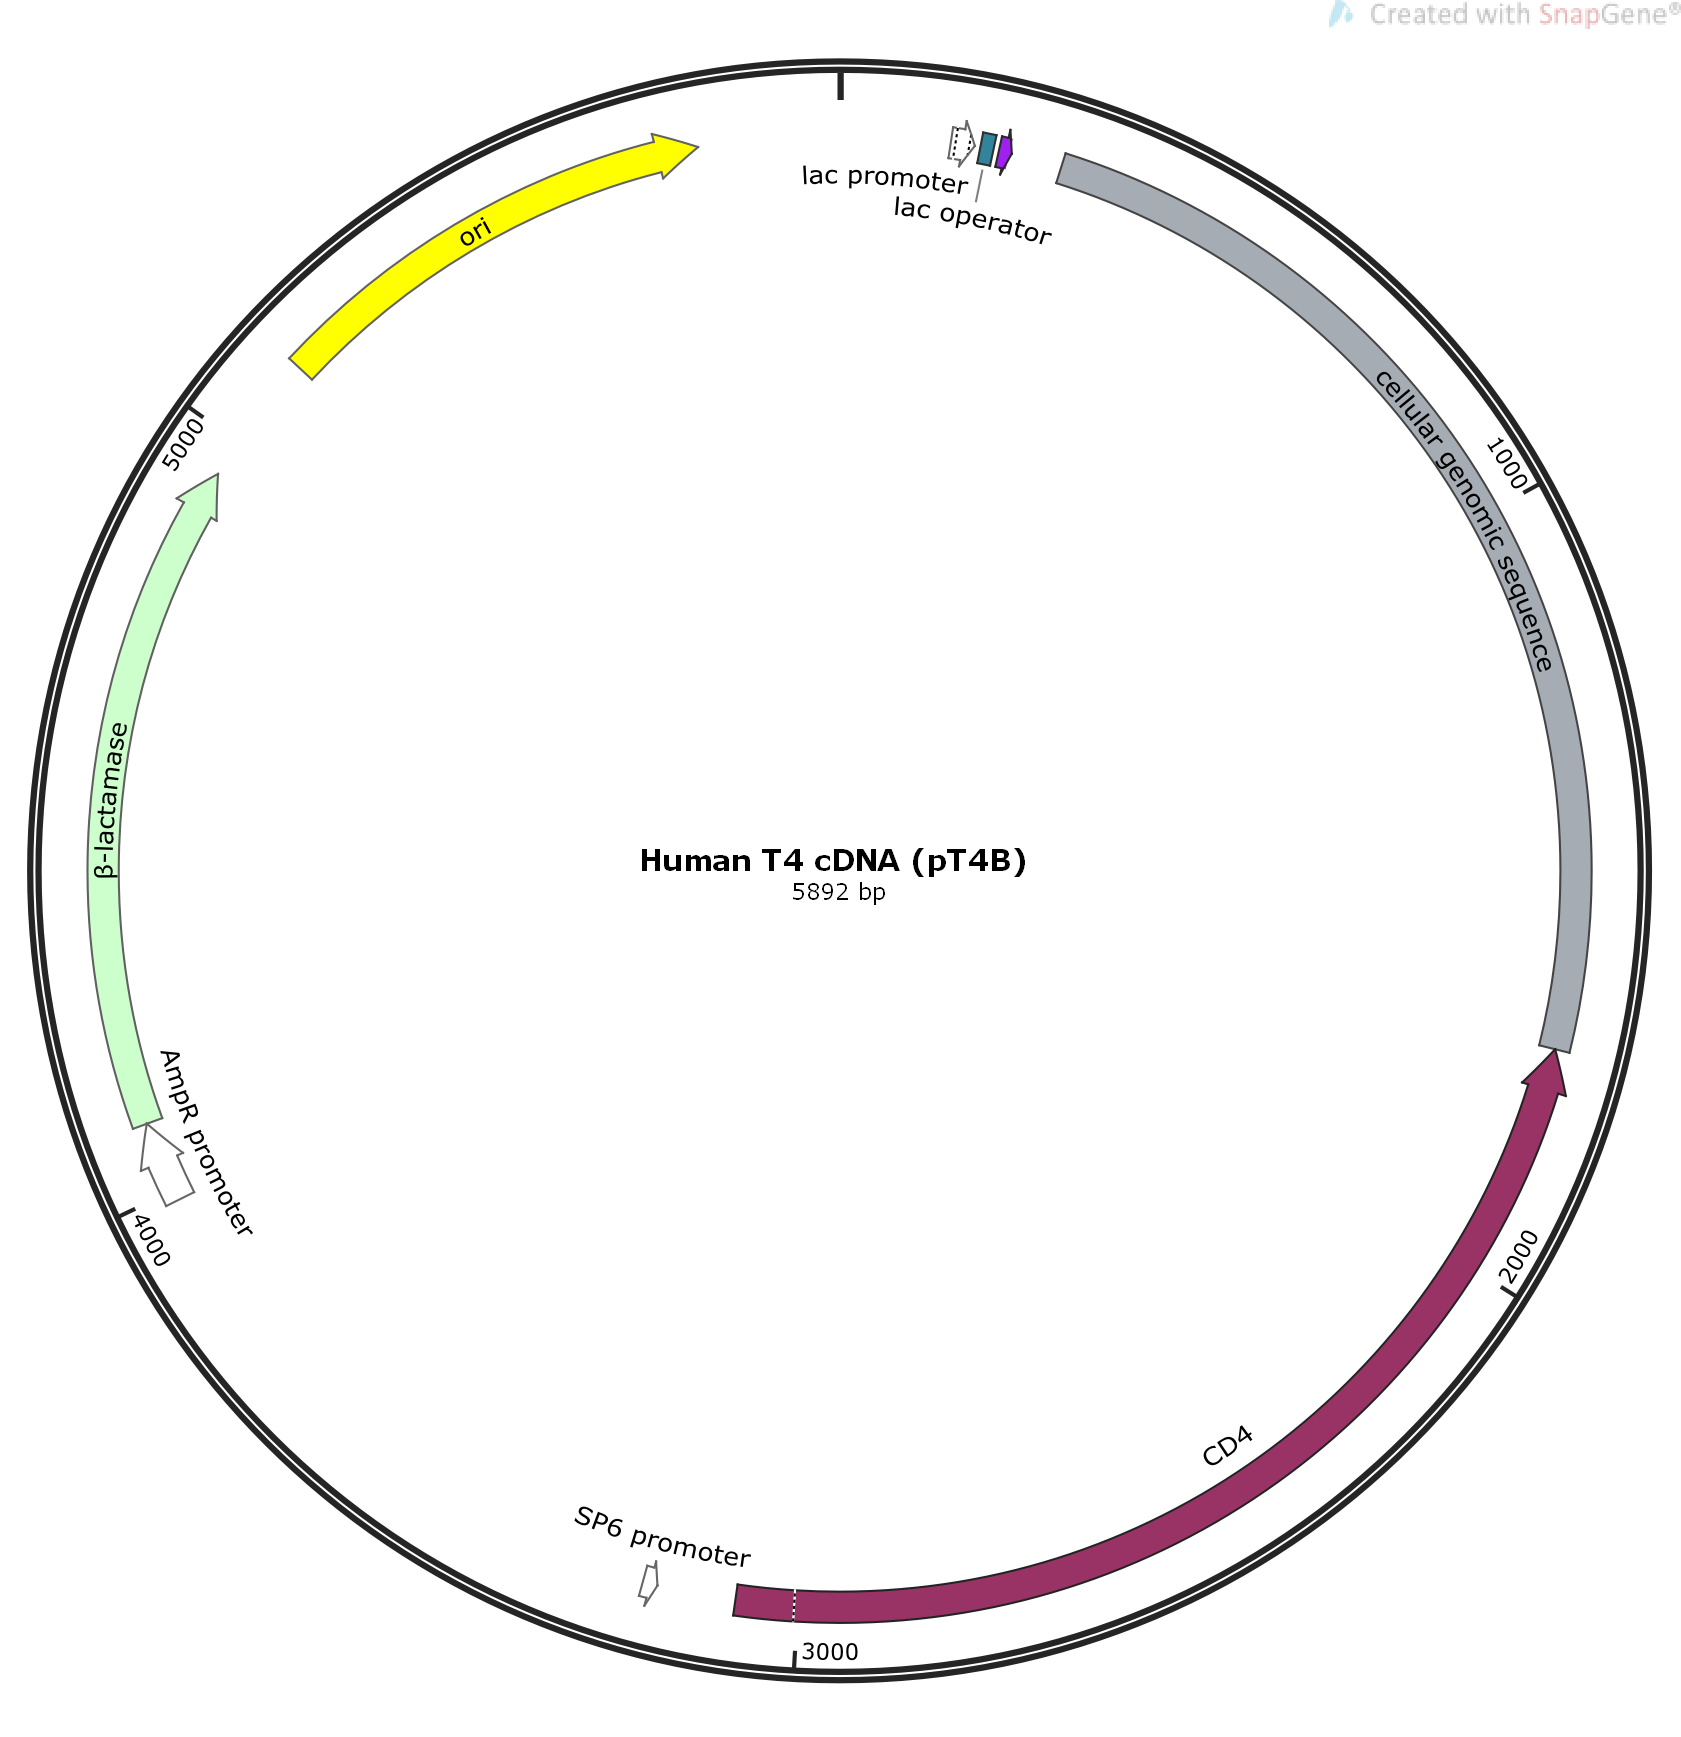 Created with SnapGene®
lac promoter
lac operator
ori
cellular genomic sequence
1000
5000
β-lactamase
Human T4 cDNA (pT4B)
5892 bp
AmpR promoter
4000
2000
CD4
SP6 promoter
3000